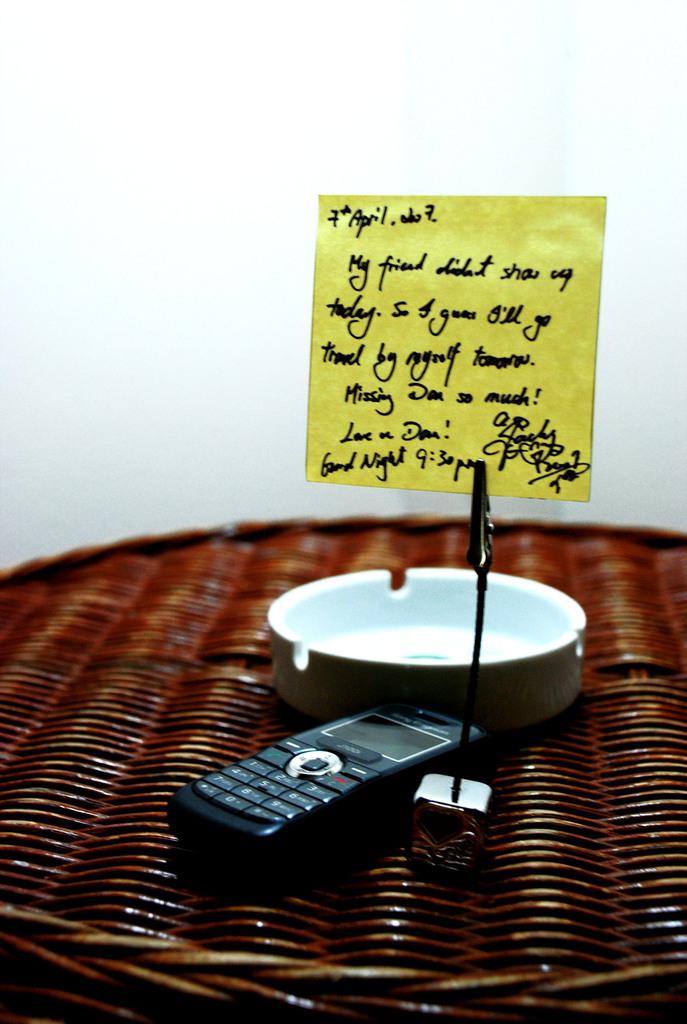 7th April. 2007.
My friend didn't show up
today. So I guess I'll go
travel by myself tomorrow.
Missing Dan so much!
Love u Dan!
Good Night 9:30pm